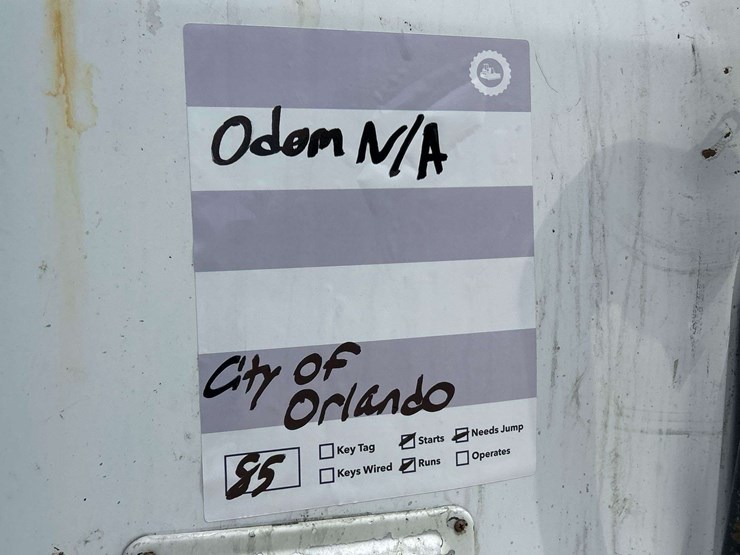 Odom N/A
City of
Orlando
85
Key Tag Starts Needs Jump
Keys Wired Runs Operates